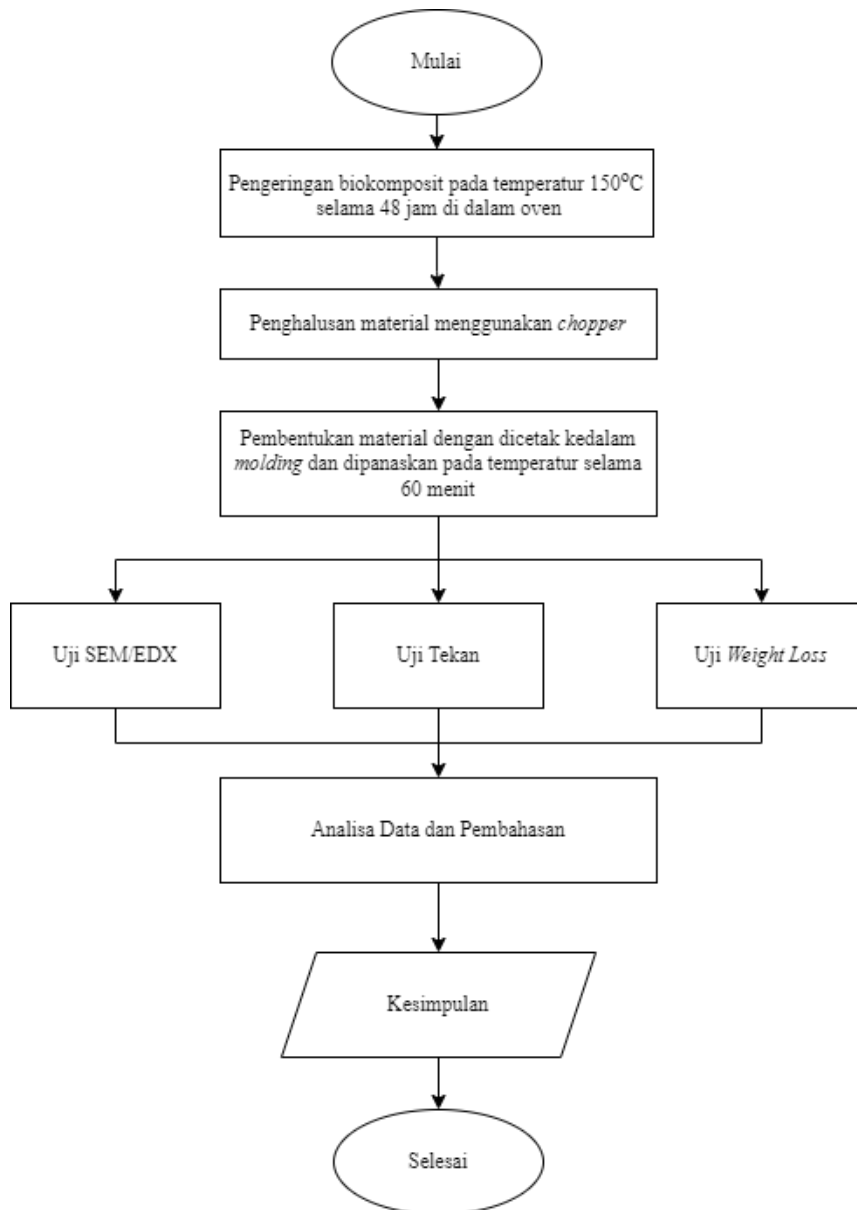 Mulai
Pengeringan biokomposit pada temperatur 150°C
selama 48 jam di dalam oven
Penghalusan material menggunakan chopper
Pembentukan material dengan dicetak kedalam
molding dan dipanaskan pada temperatur selama
60 menit
Uji SEM/EDX
Uji Tekan
Uji Weight Loss
Analisa Data dan Pembahasan
Kesimpulan
Selesai